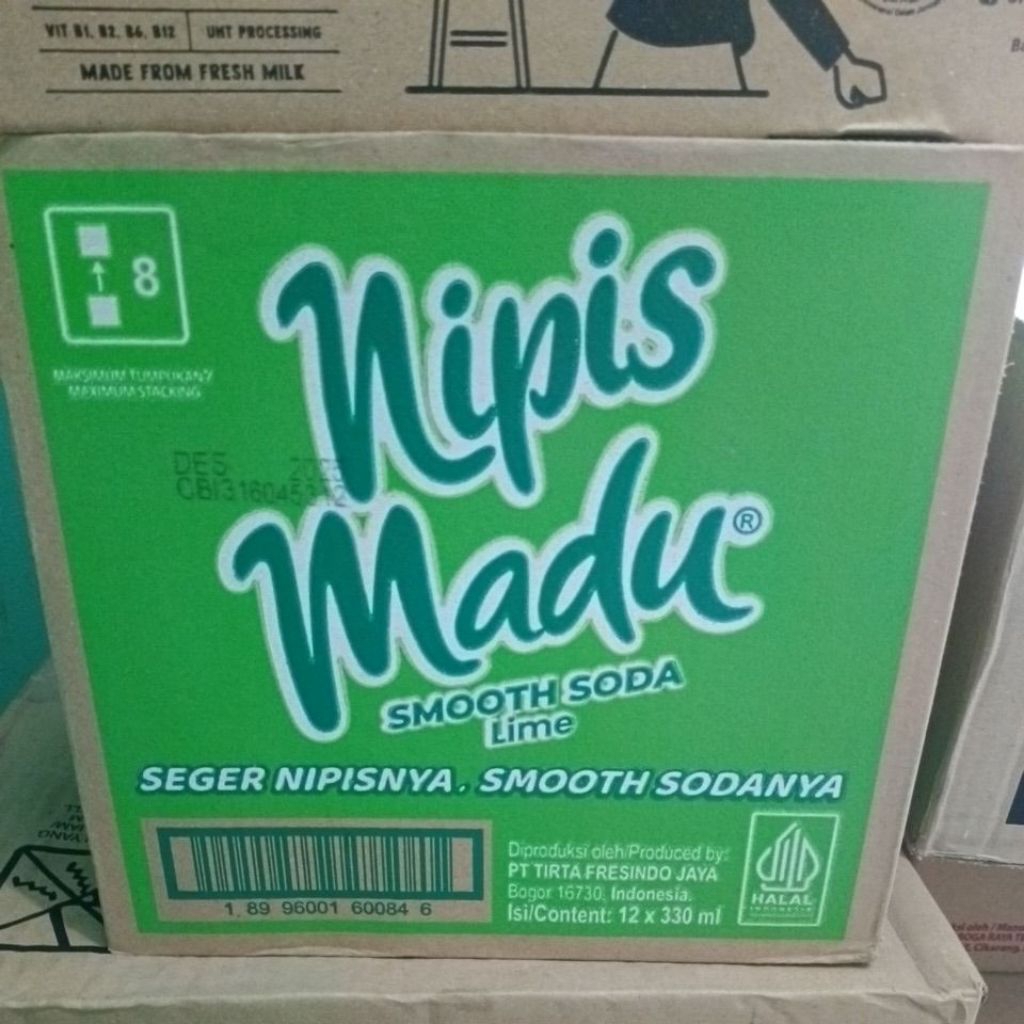 VIT B1, B2, B6, B12 | UHT PROCESSING
MADE FROM FRESH MILK
8
MAKSIMUM TUMPUKAN/
MAXIMUM STACKING
DES
Nipis
Madu®
SMOOTH SODA
Lime
SEGER NIPISNYA. SMOOTH SODANYA
1 89 96001 60084 6
Diproduksi oleh/Produced by:
PT TIRTA FRESINDO JAYA
Bogor 16730, Indonesia.
Isi/Content: 12 x 330 ml
HALAL
INDONESIA